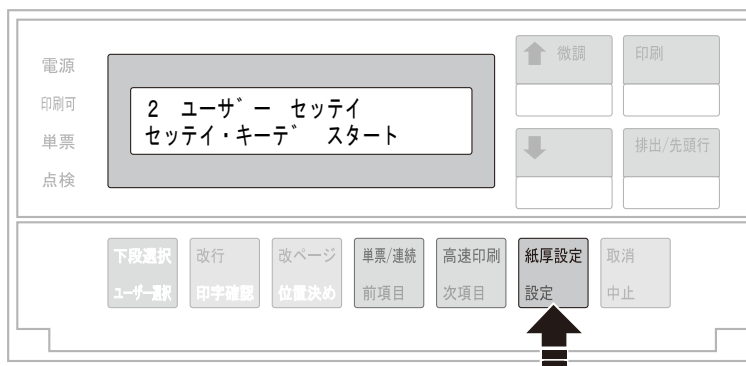 電源
印刷可
単票
点検
2 ユーザー セッテイ
セッテイ・キーデ スタート
微調
印刷
排出/先頭行
下段選択
ユーザー選択
改行
印字確認
改ページ
位置決め
単票/連続
前項目
高速印刷
次項目
紙厚設定
設定
取消
中止